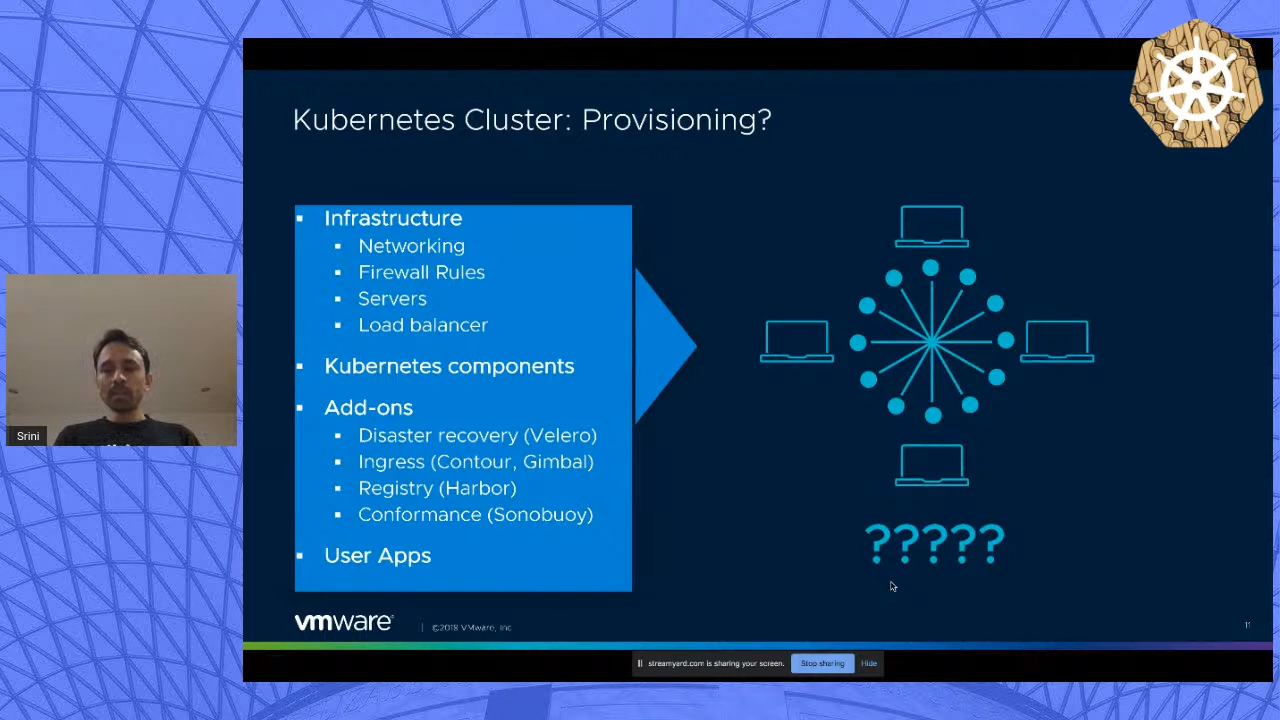 Kubernetes Cluster: Provisioning?
Infrastructure
Networking
Firewall Rules
Servers
Load balancer
Kubernetes components
Add-ons
Disaster recovery (Velero)
Ingress (Contour, Gimbal)
Registry (Harbor)
Conformance (Sonobuoy)
User Apps
?????
Srini
vmware®
©2018 VMware, Inc
11
streamyard.com is sharing your screen.
Stop sharing
Hide